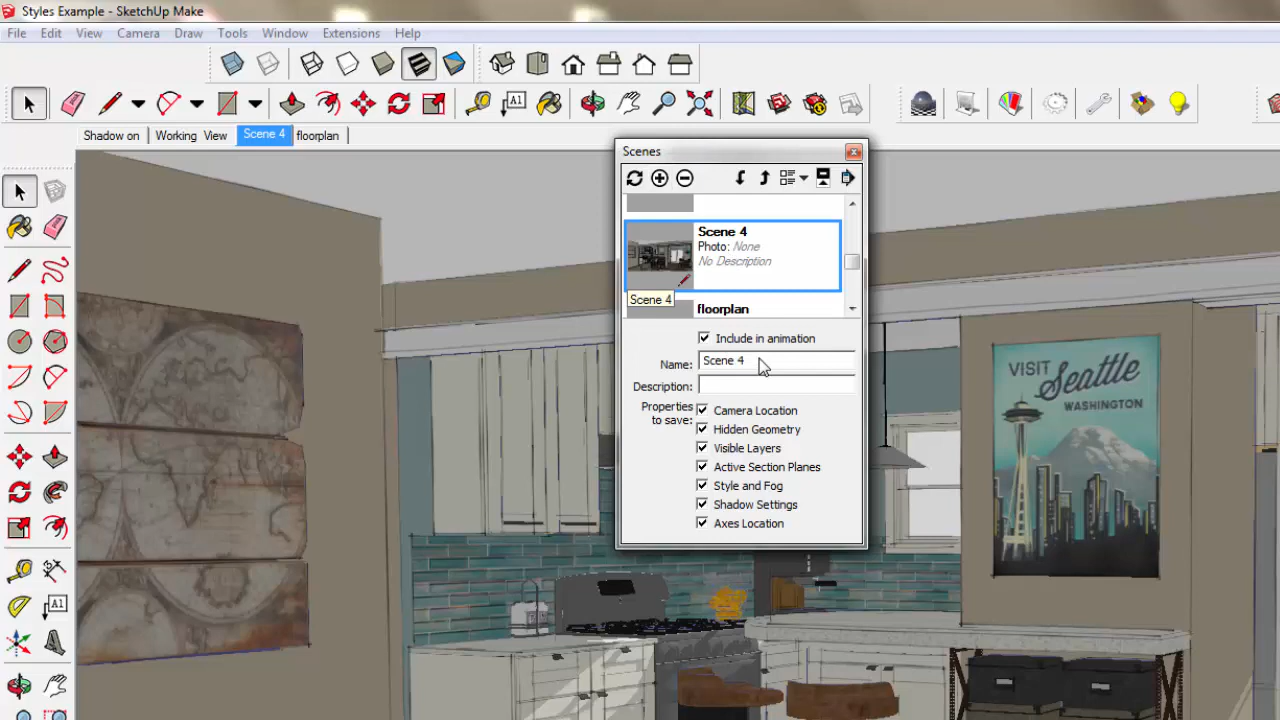 Styles Example - SketchUp Make
File Edit View Camera Draw Tools Window Extensions Help
A1
Shadow on Working View Scene 4 floorplan
Scenes
Scene 4
Photo: None
No Description
Scene 4
floorplan
Include in animation
Name: Scene 4
Description:
Properties
to save:
Camera Location
Hidden Geometry
Visible Layers
Active Section Planes
Style and Fog
Shadow Settings
Axes Location
VISIT
Seattle
WASHINGTON
A1